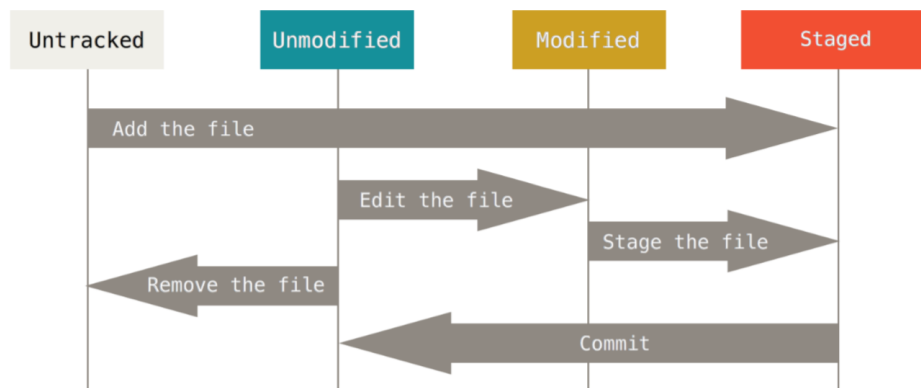 Untracked
Unmodified
Modified
Staged
Add the file
Edit the file
Stage the file
Remove the file
Commit